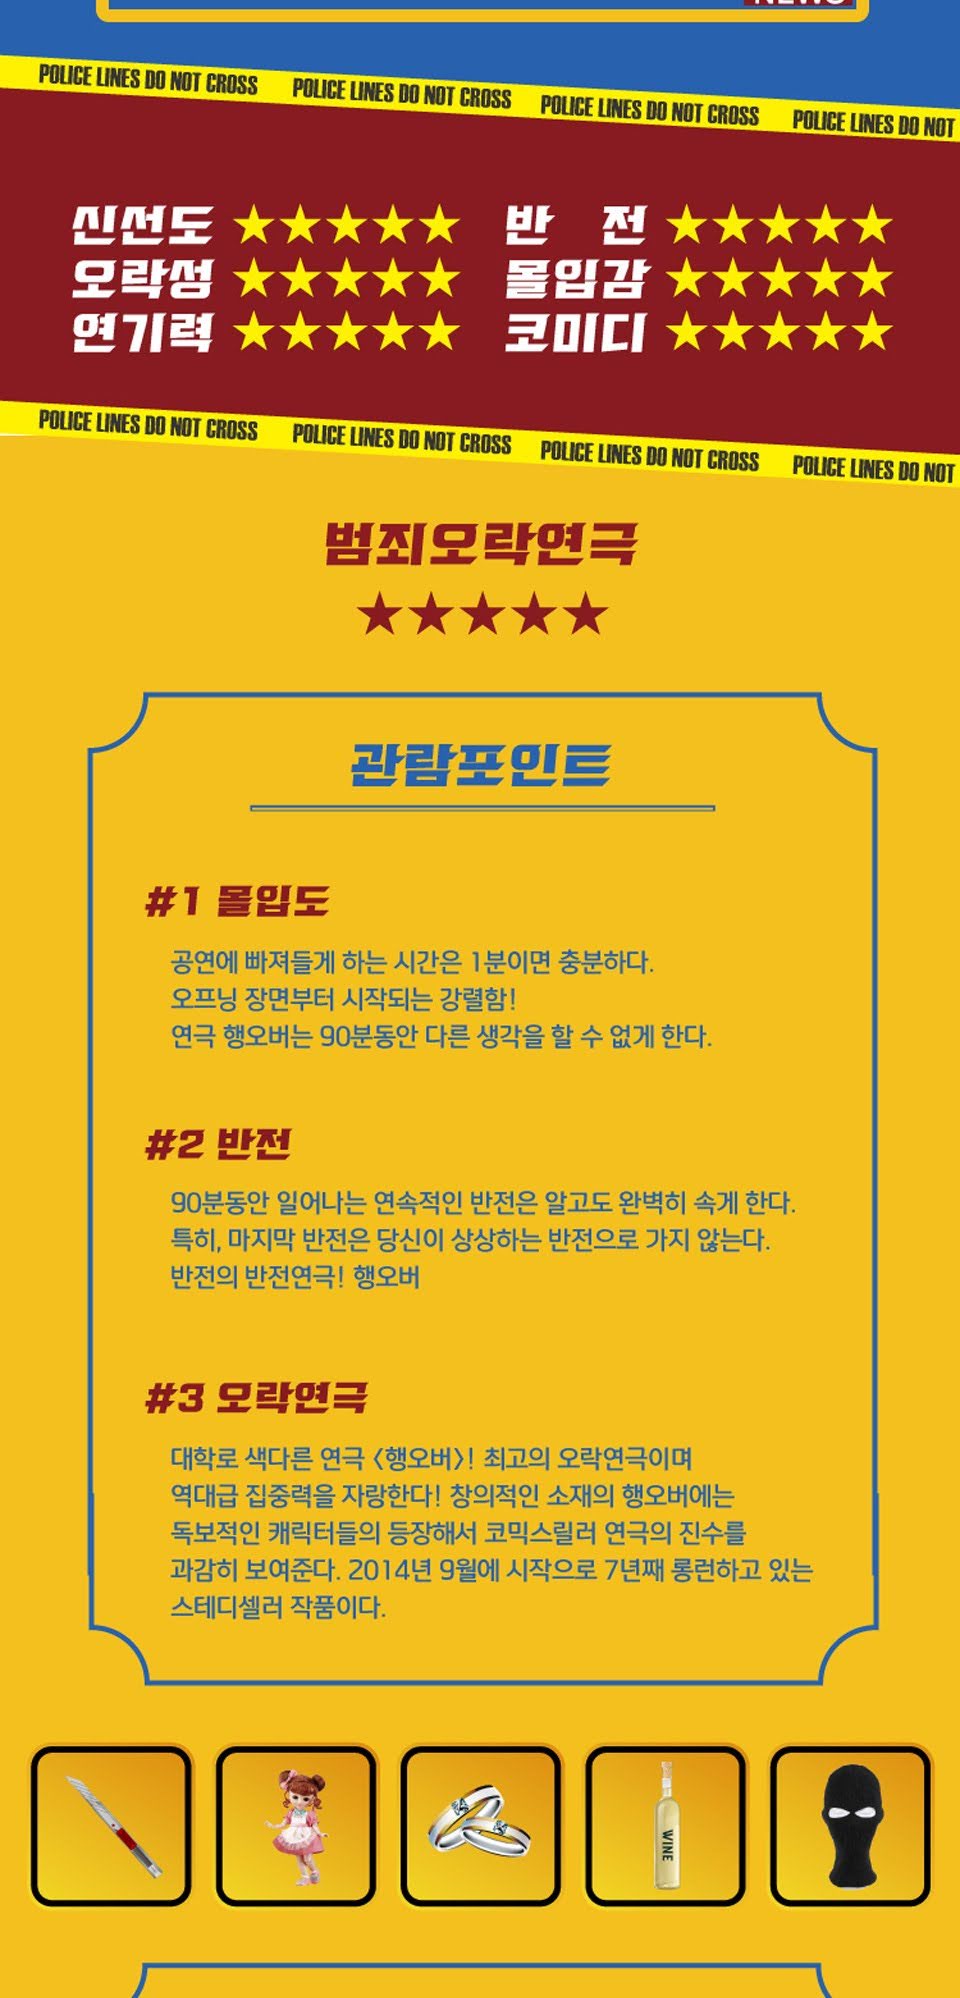 NEWS
POLICE LINES DO NOT CROSS POLICE LINES DO NOT CROSS POLICE LINES DO NOT CROSS POLICE LINES DO NOT
신선도 ★★★★★ 반 전 ★★★★★
오락성 ★★★★★ 몰입감 ★★★★★
연기력 ★★★★★ 코미디 ★★★★★
POLICE LINES DO NOT CROSS POLICE LINES DO NOT CROSS POLICE LINES DO NOT CROSS POLICE LINES DO NOT
범죄오락연극
★★★★★
관람포인트
#1 몰입도
공연에 빠져들게 하는 시간은 1분이면 충분하다.
오프닝 장면부터 시작되는 강렬함!
연극 행오버는 90분동안 다른 생각을 할 수 없게 한다.
#2 반전
90분동안 일어나는 연속적인 반전은 알고도 완벽히 속게 한다.
특히, 마지막 반전은 당신이 상상하는 반전으로 가지 않는다.
반전의 반전연극! 행오버
#3 오락연극
대학로 색다른 연극 〈행오버〉! 최고의 오락연극이며
역대급 집중력을 자랑한다! 창의적인 소재의 행오버에는
독보적인 캐릭터들의 등장해서 코믹스릴러 연극의 진수를
과감히 보여준다. 2014년 9월에 시작으로 7년째 롱런하고 있는
스테디셀러 작품이다.
WINE